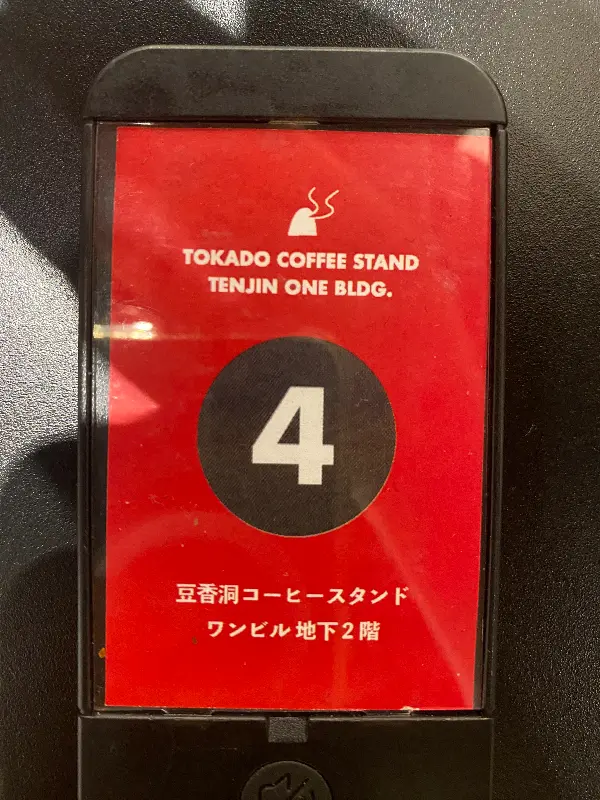 TOKADO COFFEE STAND
TENJIN ONE BLDG.
4
豆香洞コーヒースタンド
ワンビル 地下2階